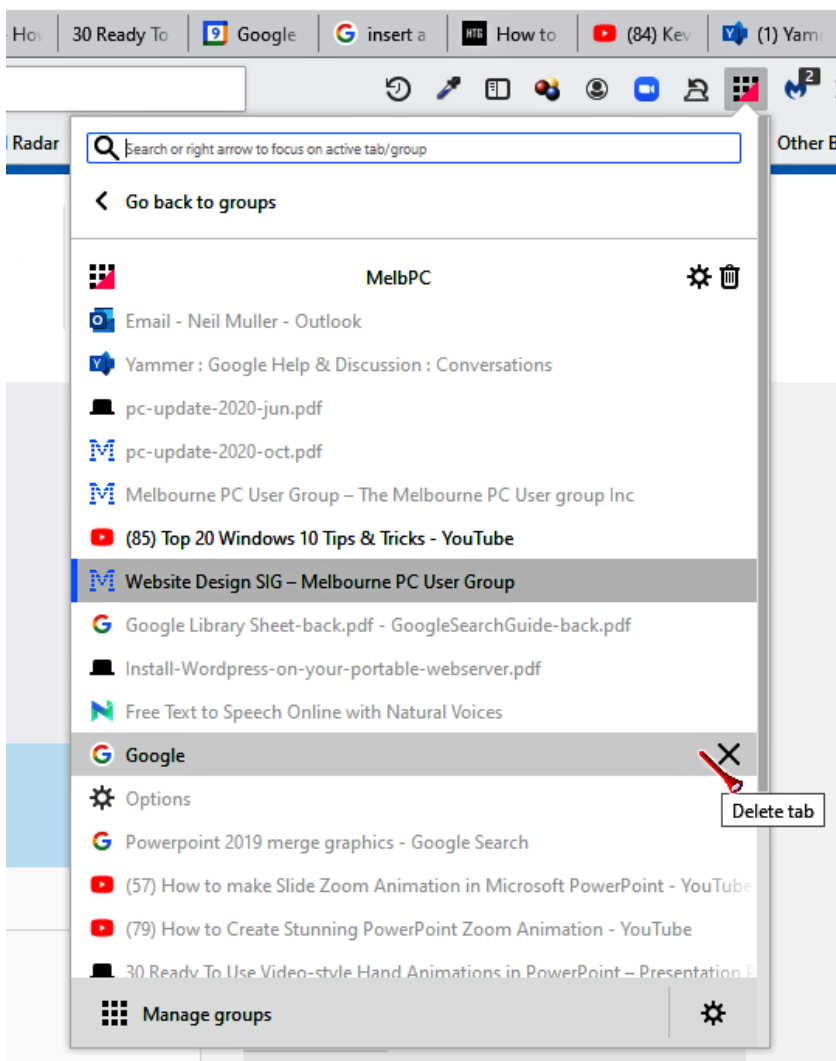 How
30 Ready To
9 Google
insert a
HTG How to
(84) Kev
(1) Yam
2
Radar
Other B
Search or right arrow to focus on active tab/group
Go back to groups
MelbPC
Email - Neil Muller - Outlook
Yammer : Google Help & Discussion : Conversations
pc-update-2020-jun.pdf
pc-update-2020-oct.pdf
Melbourne PC User Group – The Melbourne PC User group Inc
(85) Top 20 Windows 10 Tips & Tricks - YouTube
Website Design SIG – Melbourne PC User Group
Google Library Sheet-back.pdf - GoogleSearchGuide-back.pdf
Install-Wordpress-on-your-portable-webserver.pdf
Free Text to Speech Online with Natural Voices
Google
Delete tab
Options
Powerpoint 2019 merge graphics - Google Search
(57) How to make Slide Zoom Animation in Microsoft PowerPoint - YouTube
(79) How to Create Stunning PowerPoint Zoom Animation - YouTube
30 Ready To Use Video-style Hand Animations in PowerPoint – Presentation
Manage groups